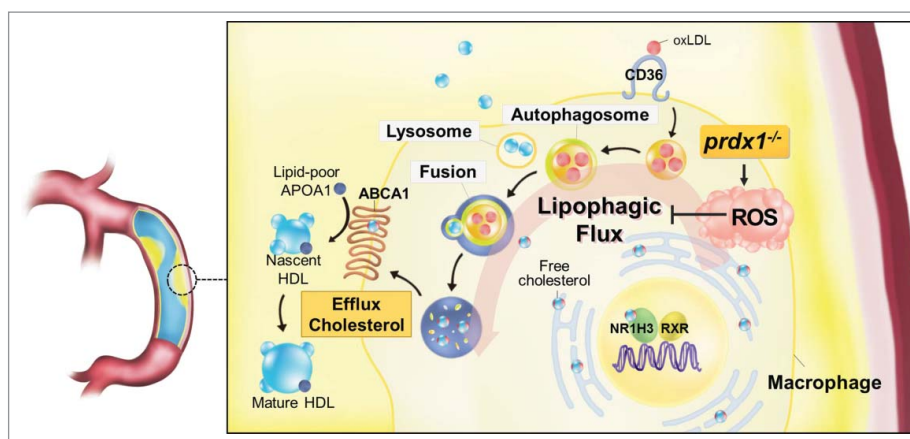 oxLDL
CD36
Autophagosome
Lysosome
prdx1-/-
Fusion
Lipid-poor
APOA1
ABCA1
Lipophagic
Flux
ROS
Nascent
HDL
Free
cholesterol
Efflux
Cholesterol
NR1H3 RXR
Macrophage
Mature HDL